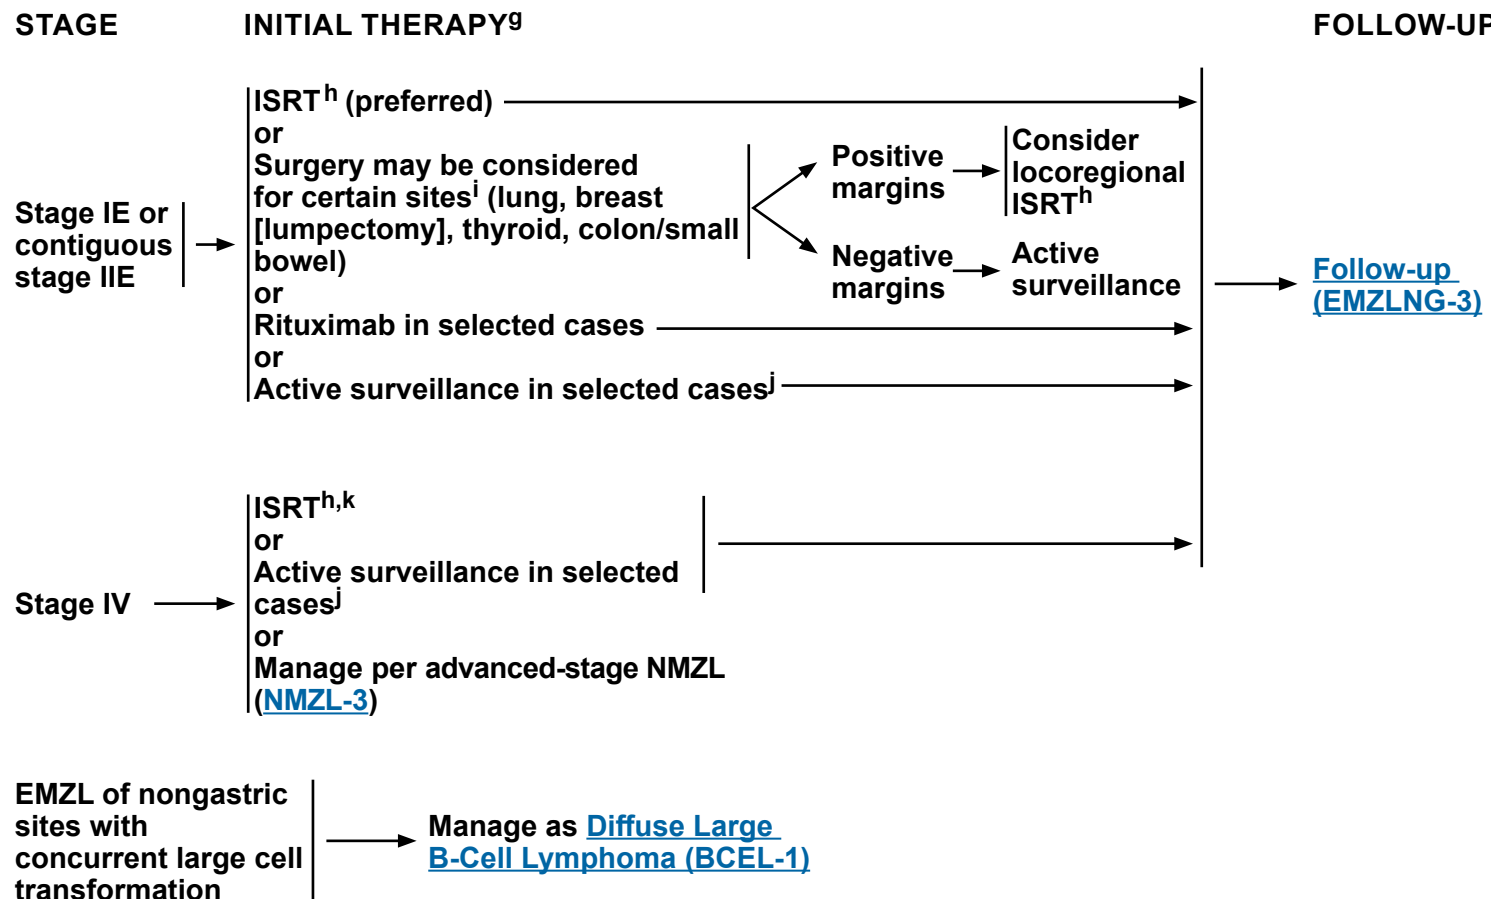 STAGE
INITIAL THERAPYg
FOLLOW-UP
Stage IE or
contiguous
stage IIE
ISRTh (preferred)
or
Surgery may be considered
for certain sitesi (lung, breast
[lumpectomy], thyroid, colon/small
bowel)
or
Rituximab in selected cases
or
Active surveillance in selected casesj
Positive
margins
Consider
locoregional
ISRTh
Negative
margins
Active
surveillance
Follow-up
(EMZLNG-3)
Stage IV
ISRTh,k
or
Active surveillance in selected
casesj
or
Manage per advanced-stage NMZL
(NMZL-3)
EMZL of nongastric
sites with
concurrent large cell
transformation
Manage as Diffuse Large
B-Cell Lymphoma (BCEL-1)